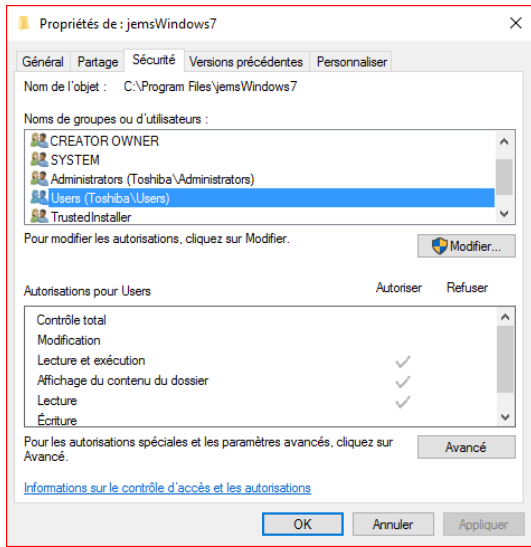 Propriétés de : jemsWindows7
Général Partage Sécurité Versions précédentes Personnaliser
Nom de l'objet : C:\Program Files\jemsWindows7
Noms de groupes ou d'utilisateurs :
CREATOR OWNER
SYSTEM
Administrators (Toshiba\Administrators)
Users (Toshiba\Users)
TrustedInstaller
Pour modifier les autorisations, cliquez sur Modifier.
Modifier...
Autorisations pour Users Autoriser Refuser
Contrôle total
Modification
Lecture et exécution
Affichage du contenu du dossier
Lecture
Écriture
Pour les autorisations spéciales et les paramètres avancés, cliquez sur
Avancé.
Avancé
Informations sur le contrôle d'accès et les autorisations
OK Annuler Appliquer